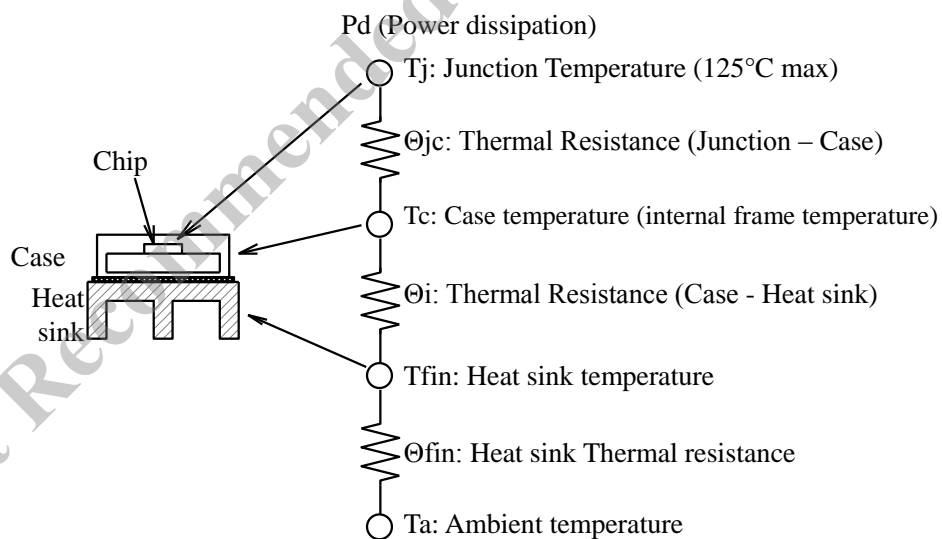 Pd (Power dissipation)
Tj: Junction Temperature (125°C max)
Θjc: Thermal Resistance (Junction – Case)
Chip
Tc: Case temperature (internal frame temperature)
Case
Heat
sink
Θi: Thermal Resistance (Case - Heat sink)
Tfin: Heat sink temperature
Θfin: Heat sink Thermal resistance
Ta: Ambient temperature
Recommended